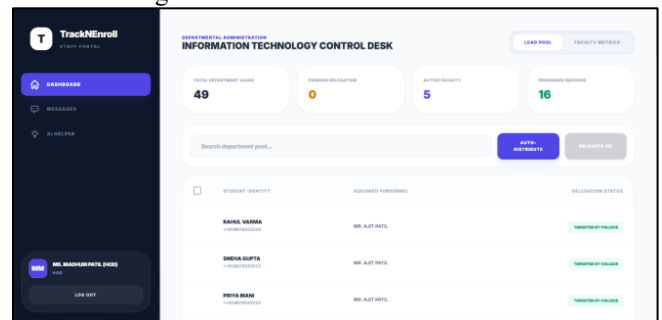 TrackNEnroll
STAFF PORTAL
DASHBOARD
MESSAGES
AI HELPER
MM
MS. MADHURI PATIL (HOD)
HOD
LOG OUT
DEPARTMENTAL ADMINISTRATION
INFORMATION TECHNOLOGY CONTROL DESK
LEAD POOL
FACULTY METRICS
TOTAL DEPARTMENT LEADS
49
PENDING DELEGATION
0
ACTIVE FACULTY
5
PROCESSED RECORDS
16
Search department pool...
AUTO-
DISTRIBUTE
DELEGATE (0)
STUDENT IDENTITY
ASSIGNED PERSONNEL
DELEGATION STATUS
RAHUL VARMA
MR. AJIT PATIL
TARGETED BY COLLEGE
SNEHA GUPTA
MR. AJIT PATIL
TARGETED BY COLLEGE
PRIYA MANI
MR. AJIT PATIL
TARGETED BY COLLEGE